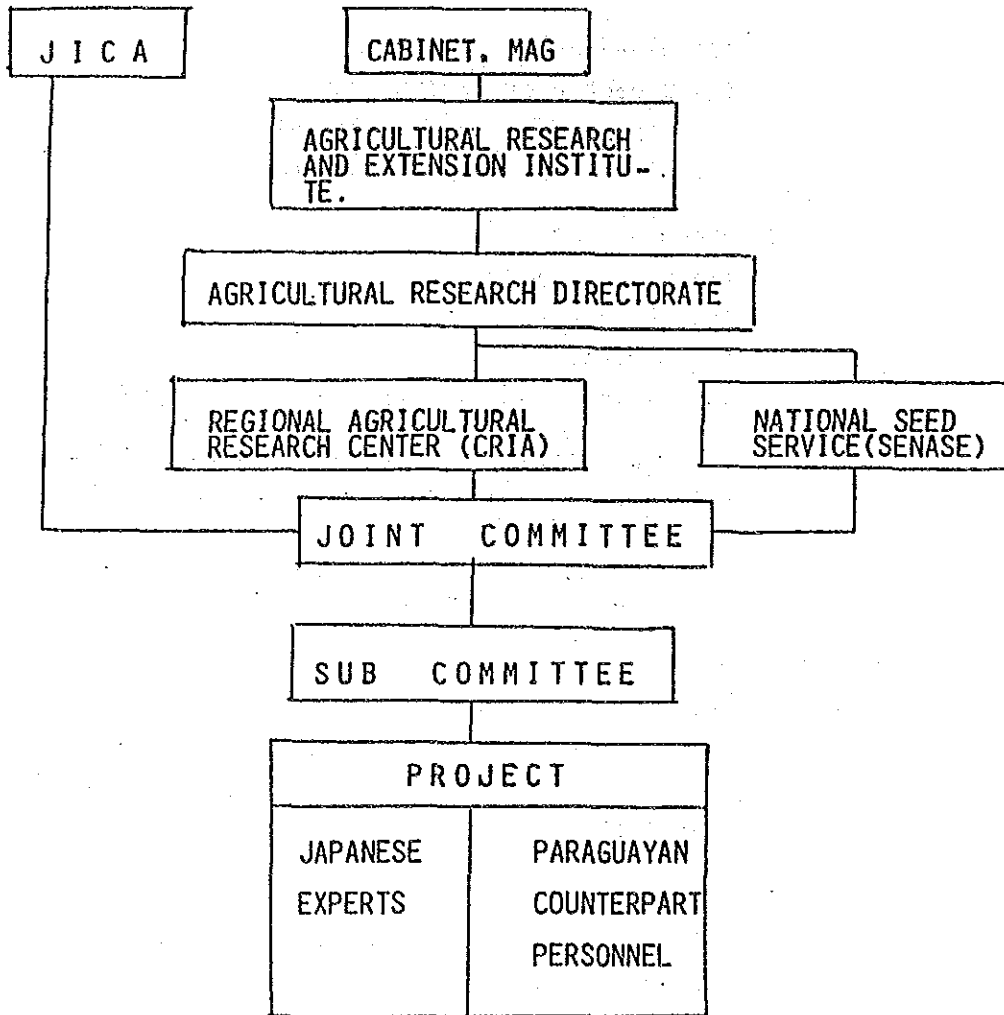 J I C A
CABINET. MAG
AGRICULTURAL RESEARCH
AND EXTENSION INSTITU-
TE.
AGRICULTURAL RESEARCH DIRECTORATE
REGIONAL AGRICULTURAL
RESEARCH CENTER (CRIA)
NATIONAL SEED
SERVICE(SENASE)
JOINT COMMITTEE
SUB COMMITTEE
PROJECT
JAPANESE
EXPERTS
PARAGUAYAN
COUNTERPART
PERSONNEL